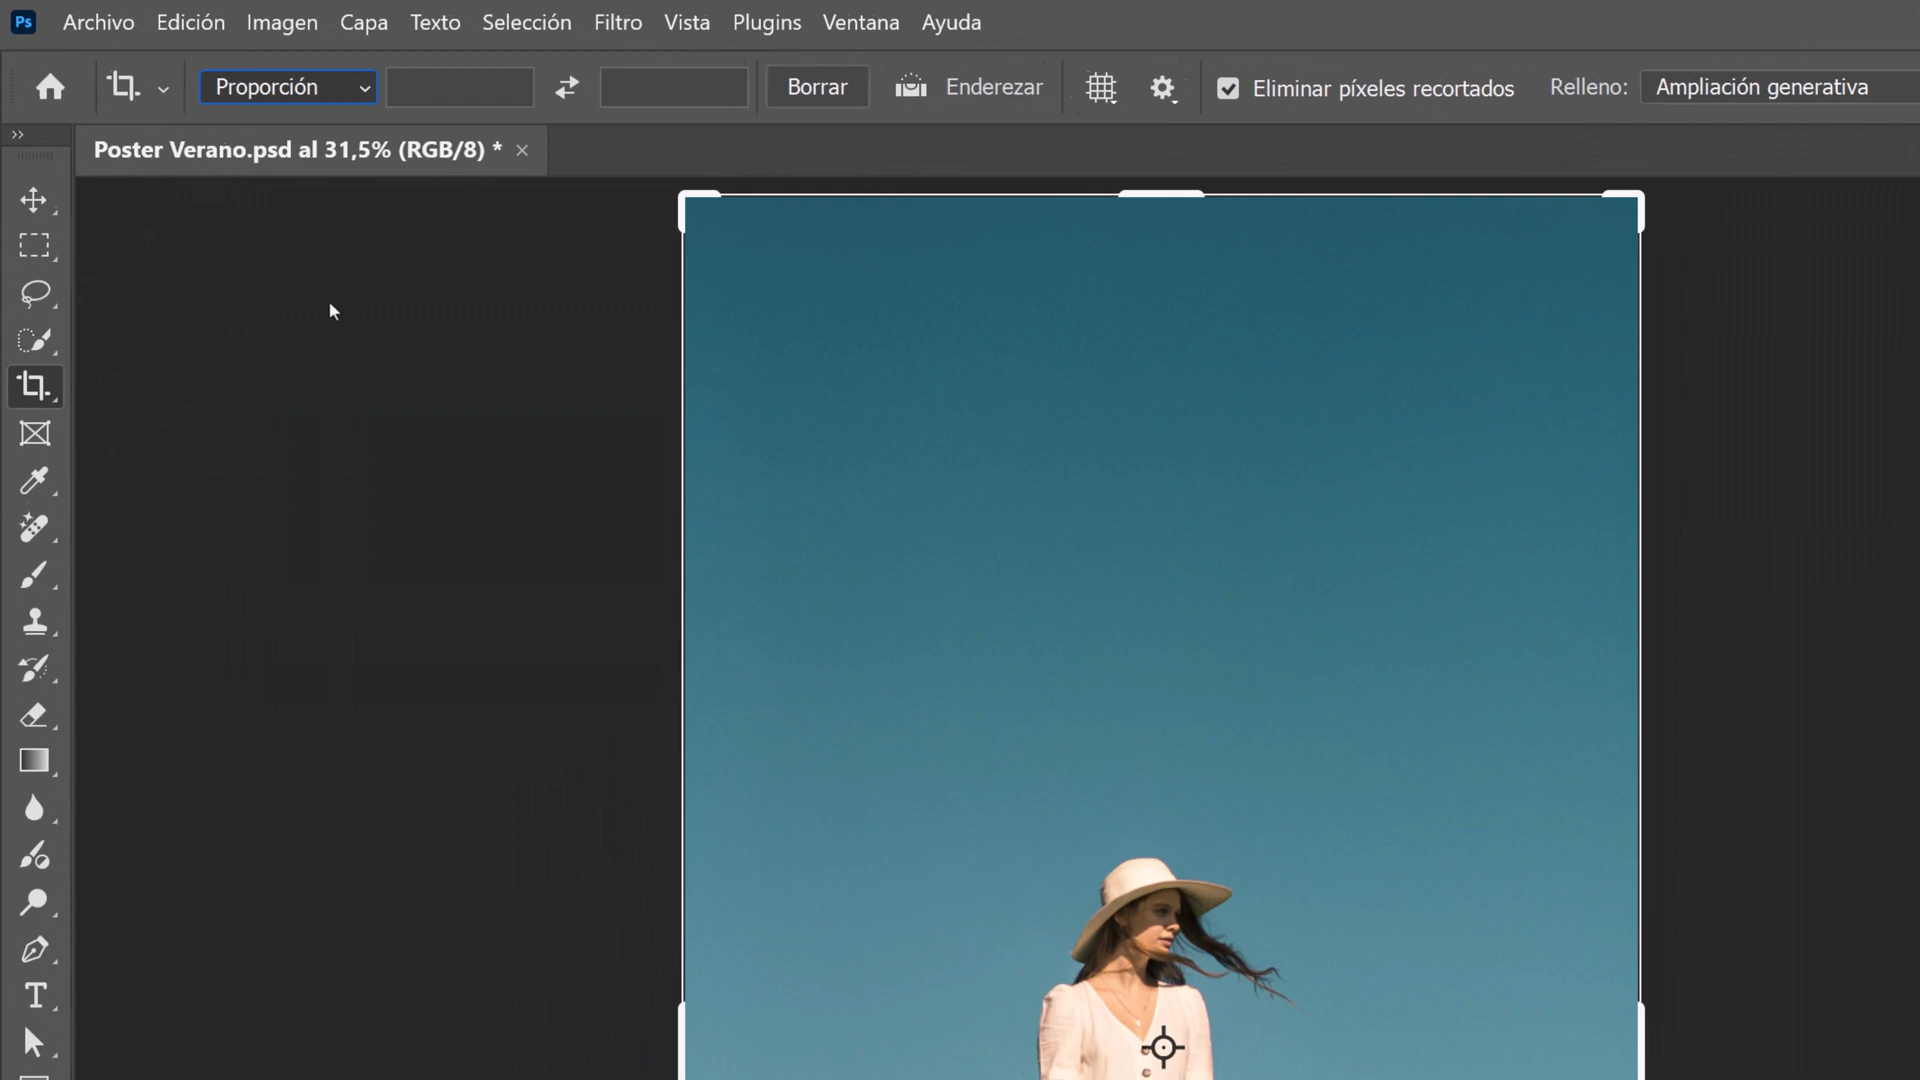 Ps Archivo Edición Imagen Capa Texto Selección Filtro Vista Plugins Ventana Ayuda
Proporción Borrar Enderezar Eliminar píxeles recortados Relleno: Ampliación generativa
Poster Verano.psd al 31,5% (RGB/8) *